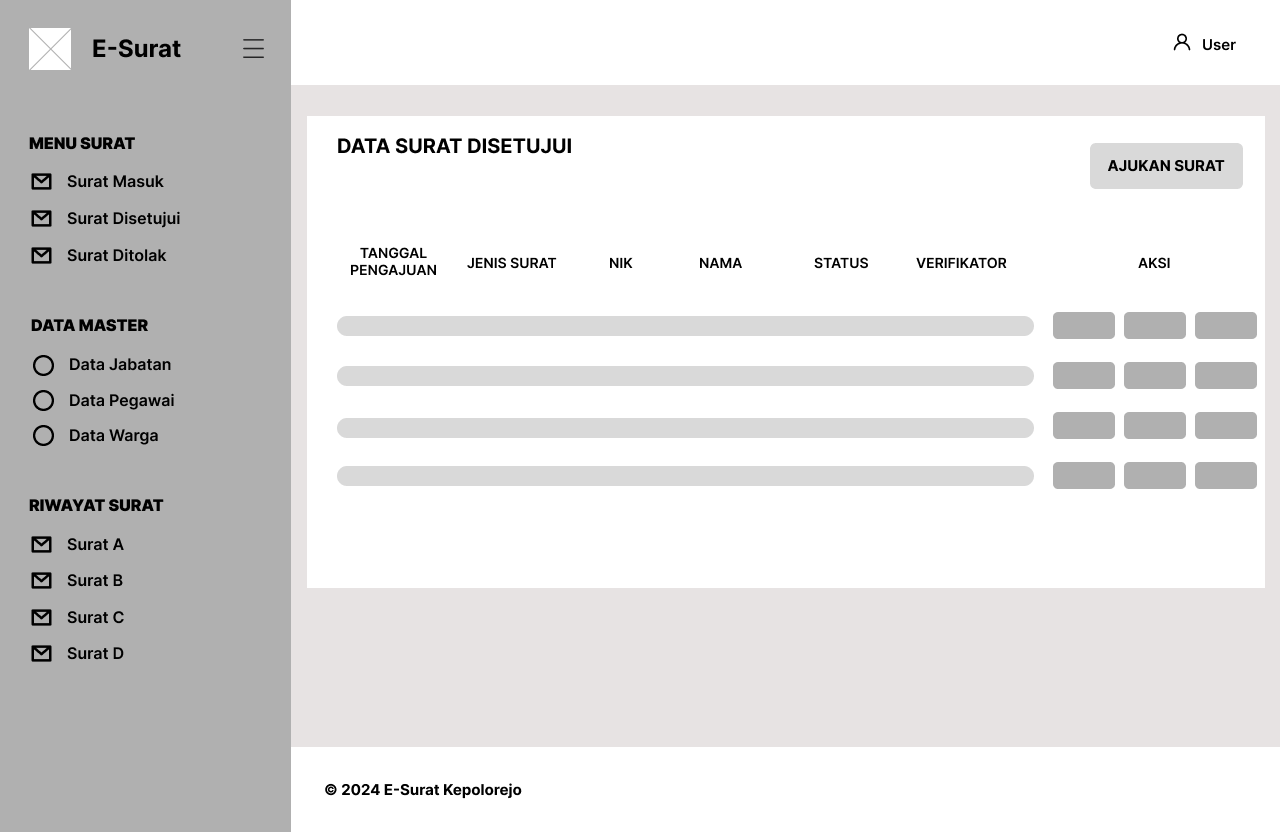 E-Surat
User
MENU SURAT
Surat Masuk
Surat Disetujui
Surat Ditolak
DATA MASTER
Data Jabatan
Data Pegawai
Data Warga
RIWAYAT SURAT
Surat A
Surat B
Surat C
Surat D
DATA SURAT DISETUJUI
AJUKAN SURAT
TANGGAL
PENGAJUAN
JENIS SURAT
NIK
NAMA
STATUS
VERIFIKATOR
AKSI
© 2024 E-Surat Kepolorejo